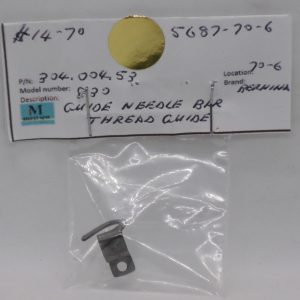 $14-70 5687-70-6
P/N: 304.004.53 Location: 70-6
Model number: 830 Brand: BERNINA
Description:
M GUIDE NEEDLE BAR
THREAD GUIDE